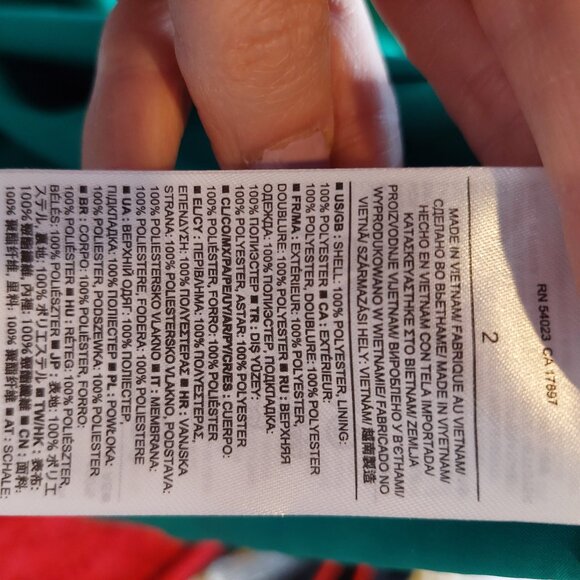 RN 54023 CA 17897
2
MADE IN VIETNAM/ FABRIQUE AU VIETNAM/
СДЕЛАНО ВО ВЬЕТНАМЕ/ MADE IN VIYETNAM/
HECHO EN VIETNAM CON TELA IMPORTADA/
ΚΑΤΑΣΚΕΥΑΣΤΗΚΕ ΣΤΟ ΒΙΕΤΝΑΜ/ ZEMLJA
PROIZVODNJE VIJETNAM/ ВИРОБЛЕНО У В'ЄТНАМІ/
WYPRODUKOWANO W WIETNAMIE/ FABRICADO NO
VIETNÃ/ SZÁRMAZÁSI HELY: VIETNÁM/ 越南製造
■ US/GB : SHELL: 100% POLYESTER, LINING:
100% POLYESTER ■ CA : EXTÉRIEUR:
100% POLYESTER, DOUBLURE: 100% POLYESTER
■ FR/MA : EXTÉRIEUR: 100% POLYESTER,
DOUBLURE: 100% POLYESTER ■ RU : ВЕРХНЯЯ
ОДЕЖДА: 100% ПОЛИЭСТЕР, ПОДКЛАДКА:
100% ПОЛИЭСТЕР ■ TR : DIŞ YÜZEY:
100% POLYESTER, ASTAR: 100% POLYESTER
■ CL/CO/MX/PA/PE/UY/AR/PY/CR/ES : CUERPO:
100% POLIÉSTER, FORRO: 100% POLIÉSTER
■ EL/CY : ΠΕΡΙΒΛΗΜΑ: 100% ΠΟΛΥΕΣΤΕΡΑΣ,
ΕΠΕΝΔΥΣΗ: 100% ΠΟΛΥΕΣΤΕΡΑΣ ■ HR : VANJSKA
STRANA: 100% POLIESTERSKO VLAKNO, PODSTAVA:
100% POLIESTERSKO VLAKNO ■ IT : MEMBRANA:
100% POLIESTERE, FODERA: 100% POLIESTERE
■ UA : ВЕРХНІЙ ОДЯГ: 100% ПОЛІЕСТЕР,
ПІДКЛАДКА: 100% ПОЛІЕСТЕР ■ PL : POWŁOKA:
100% POLIESTER, PODSZEWKA: 100% POLIESTER
■ BR : CORPO: 100% POLIÉSTER, FORRO:
100% POLIÉSTER ■ HU : RÉTEG: 100% POLIÉSZTER,
BÉLÉS: 100% POLIÉSZTER ■ JP : 表地: 100% ポリエ
ステル, 裏地: 100% ポリエステル ■ TW/HK : 表布:
100% 聚酯纖維, 內裡: 100% 聚酯纖維 ■ CN : 面料:
100% 聚酯纤维, 里料: 100% 聚酯纤维 ■ AT : SCHALE: